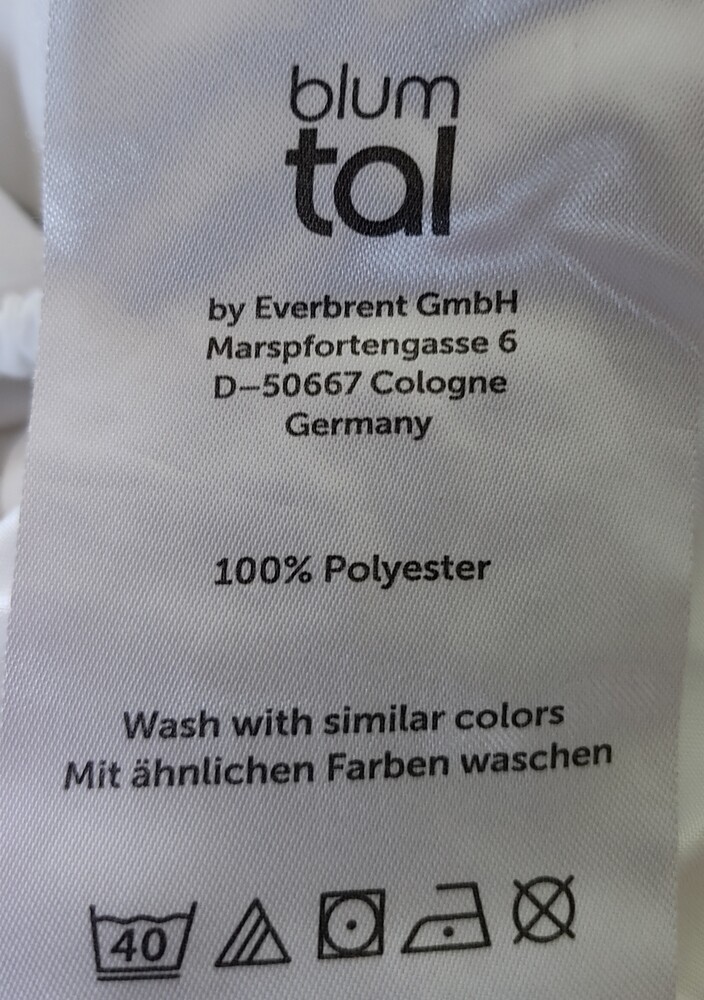 blum
tal
by Everbrent GmbH
Marspfortengasse 6
D–50667 Cologne
Germany
100% Polyester
Wash with similar colors
Mit ähnlichen Farben waschen
40